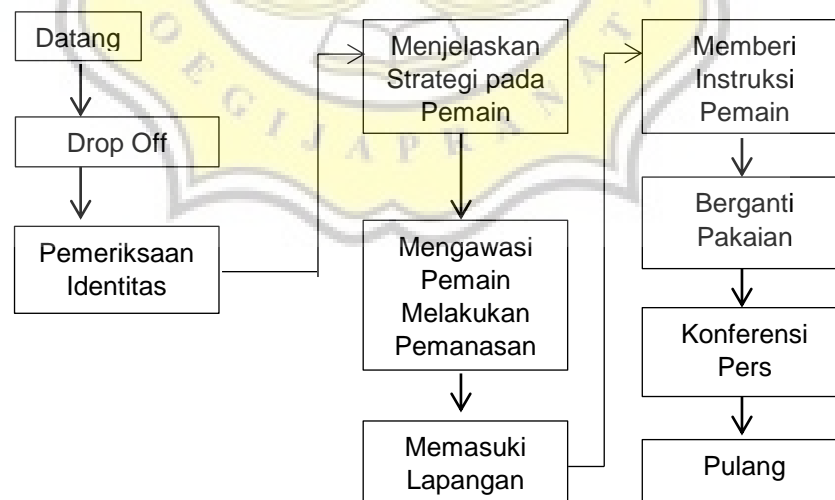 Datang
Drop Off
Pemeriksaan
Identitas
Menjelaskan
Strategi pada
Pemain
Mengawasi
Pemain
Melakukan
Pemanasan
Memasuki
Lapangan
Memberi
Instruksi
Pemain
Berganti
Pakaian
Konferensi
Pers
Pulang
OEGIJAPRANAT